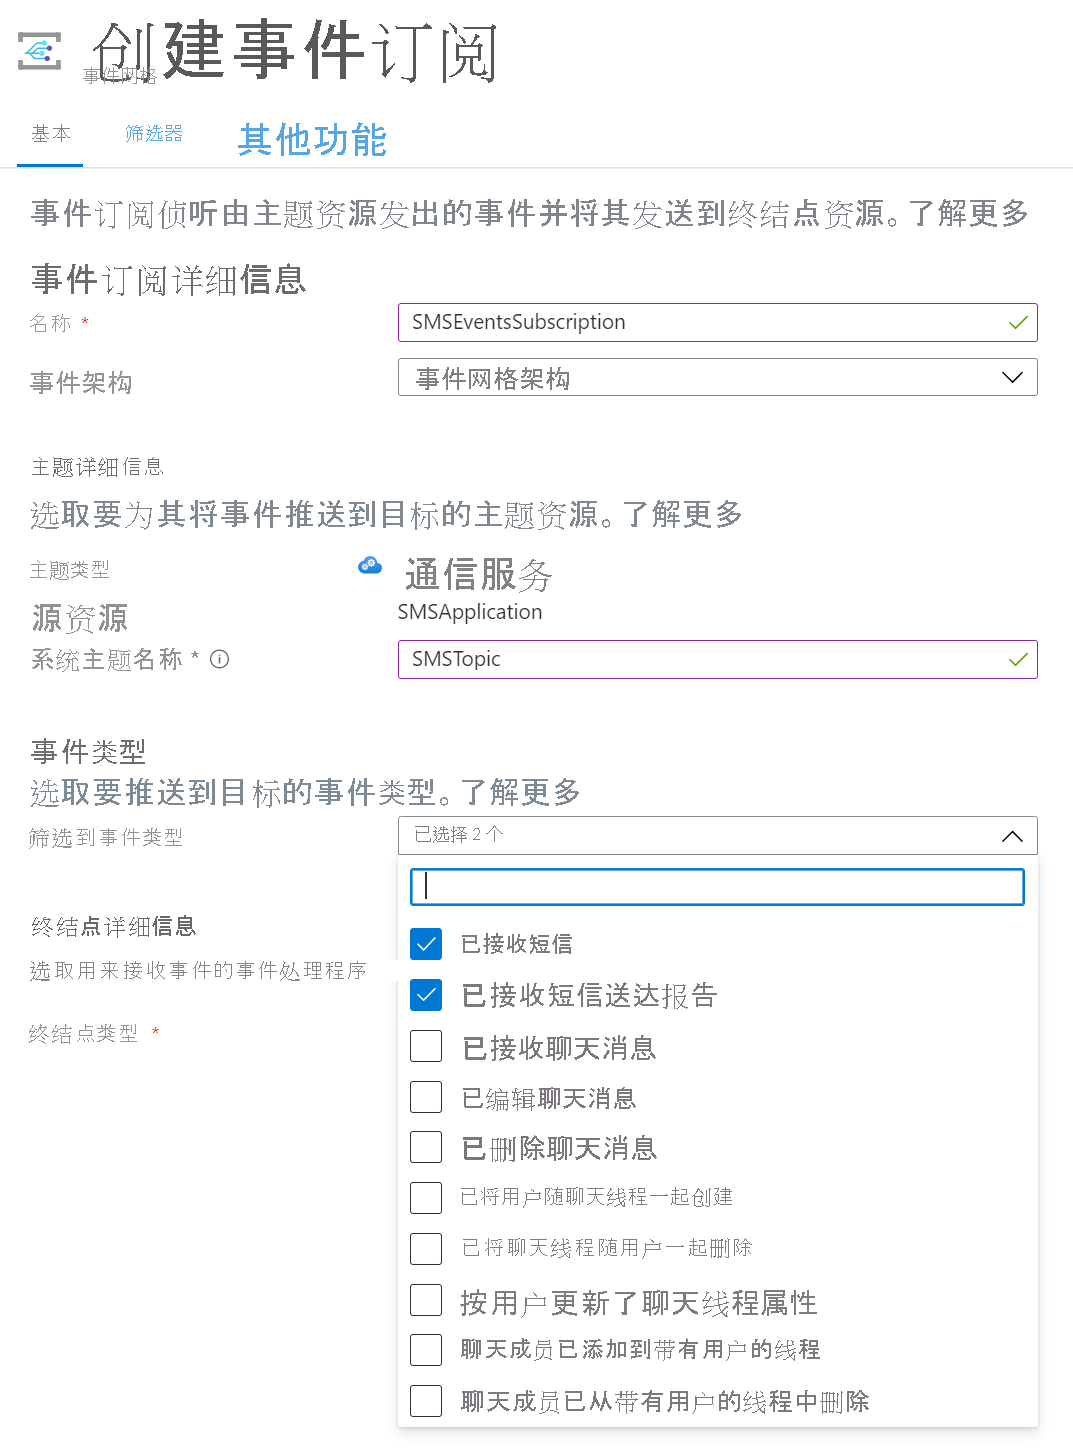 创建事件订阅
事件网格
基本 筛选器 其他功能
事件订阅侦听由主题资源发出的事件并将其发送到终结点资源。了解更多
事件订阅详细信息
名称 * SMSEventsSubscription
事件架构 事件网格架构
主题详细信息
选取要为其将事件推送到目标的主题资源。了解更多
主题类型 通信服务
源资源 SMSApplication
系统主题名称 * SMSTopic
事件类型
选取要推送到目标的事件类型。了解更多
筛选到事件类型 已选择 2 个
已接收短信
已接收短信送达报告
已接收聊天消息
已编辑聊天消息
已删除聊天消息
已将用户随聊天线程一起创建
已将聊天线程随用户一起删除
按用户更新了聊天线程属性
聊天成员已添加到带有用户的线程
聊天成员已从带有用户的线程中删除
终结点详细信息
选取用来接收事件的事件处理程序
终结点类型 *